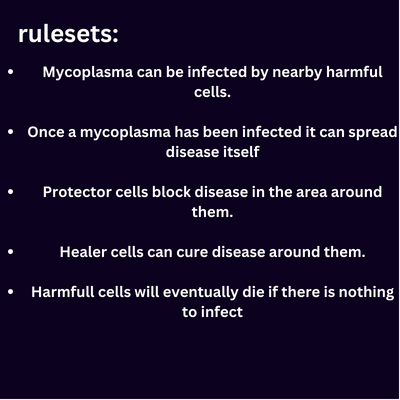 rulesets:
• Mycoplasma can be infected by nearby harmful
cells.
• Once a mycoplasma has been infected it can spread
disease itself
• Protector cells block disease in the area around
them.
• Healer cells can cure disease around them.
• Harmfull cells will eventually die if there is nothing
to infect